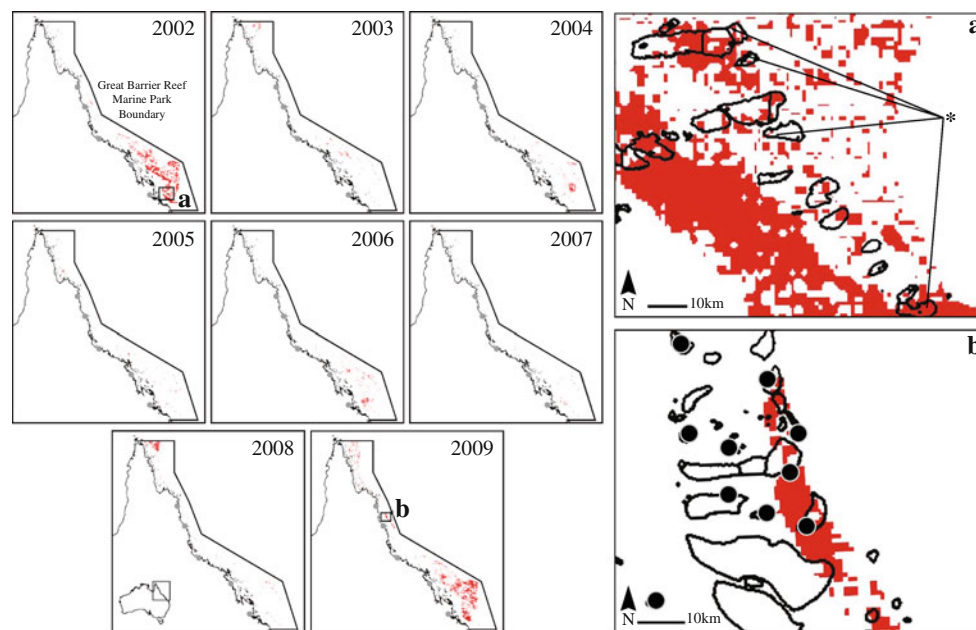 2002
Great Barrier Reef
Marine Park
Boundary
a
2003
2004
2005
2006
2007
2008
2009
b
a
*
N
10km
b
N
10km